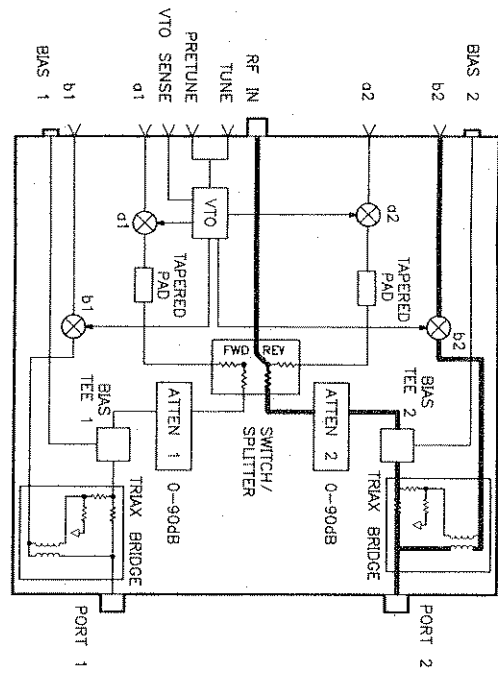 BIAS 2
b2
a2
RF IN
TUNE
PRETUNE
VTO SENSE
a1
b1
BIAS 1
a2
VTO
a1
TAPERED
PAD
TAPERED
PAD
b2
b1
FWD
REV
BIAS
TEE 2
ATTEN 2
0-90dB
SWITCH/
SPLITTER
ATTEN 1
0-90dB
BIAS
TEE 1
TRIAX BRIDGE
TRIAX BRIDGE
PORT 2
PORT 1